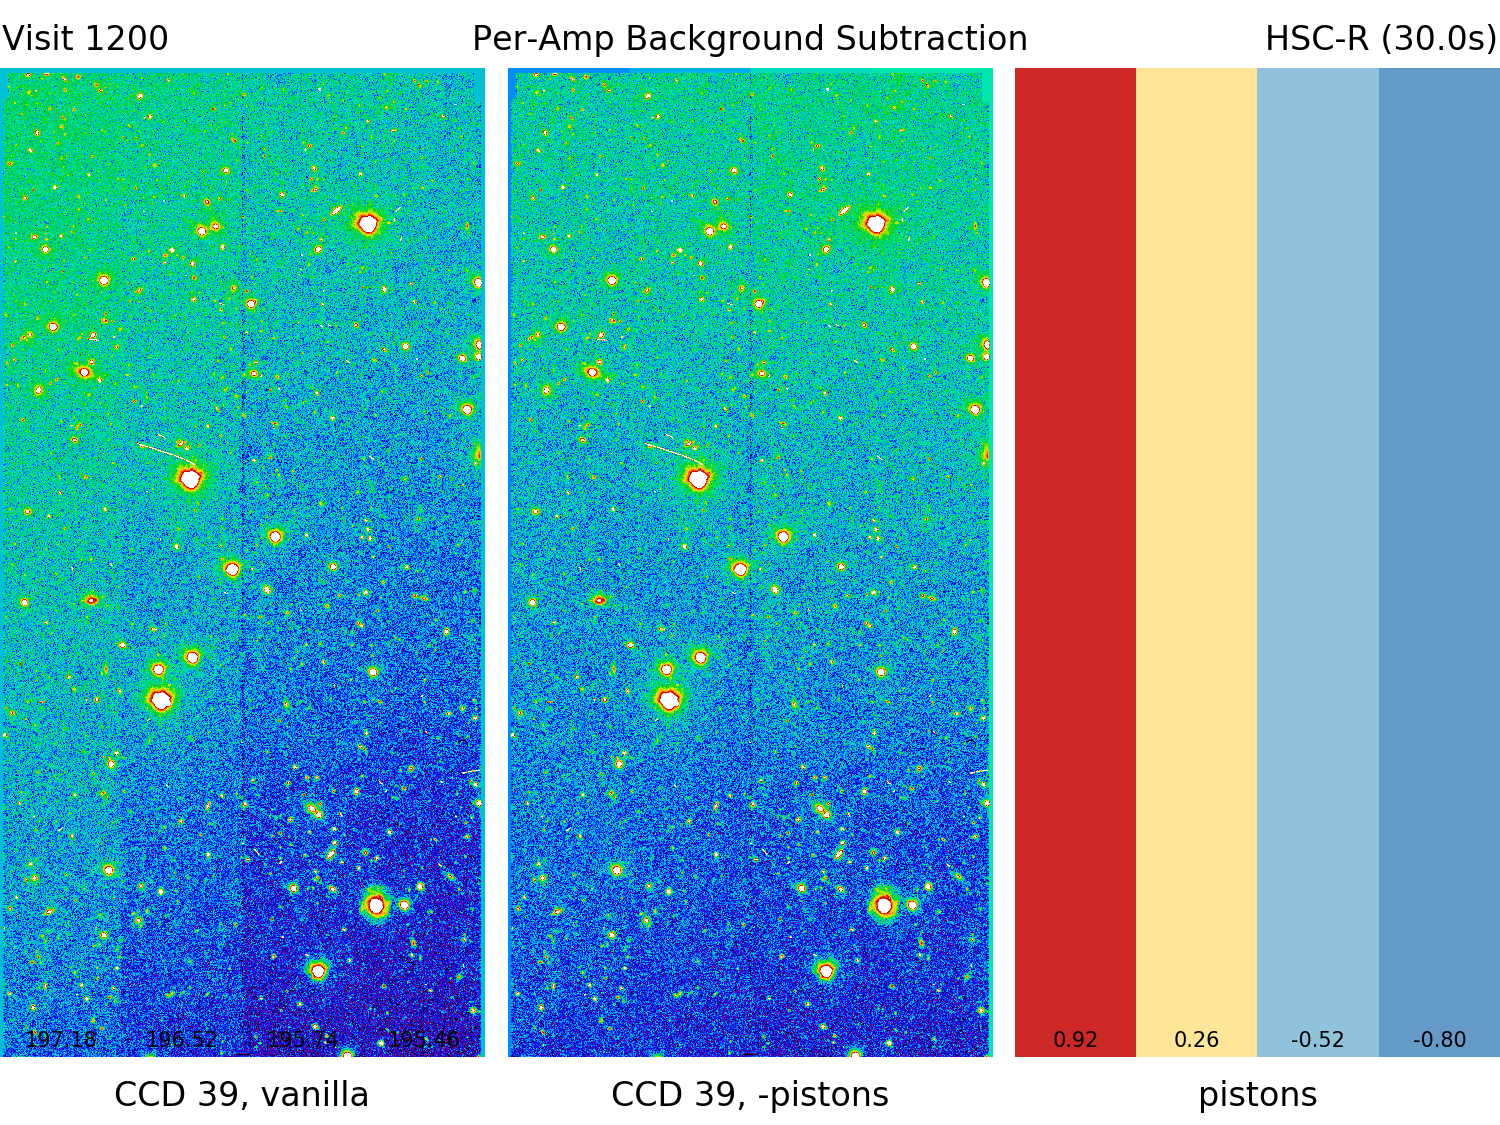 Visit 1200 Per-Amp Background Subtraction HSC-R (30.0s)
197.18 196.52 195.74 195.46 0.92 0.26 -0.52 -0.80
CCD 39, vanilla CCD 39, -pistons pistons